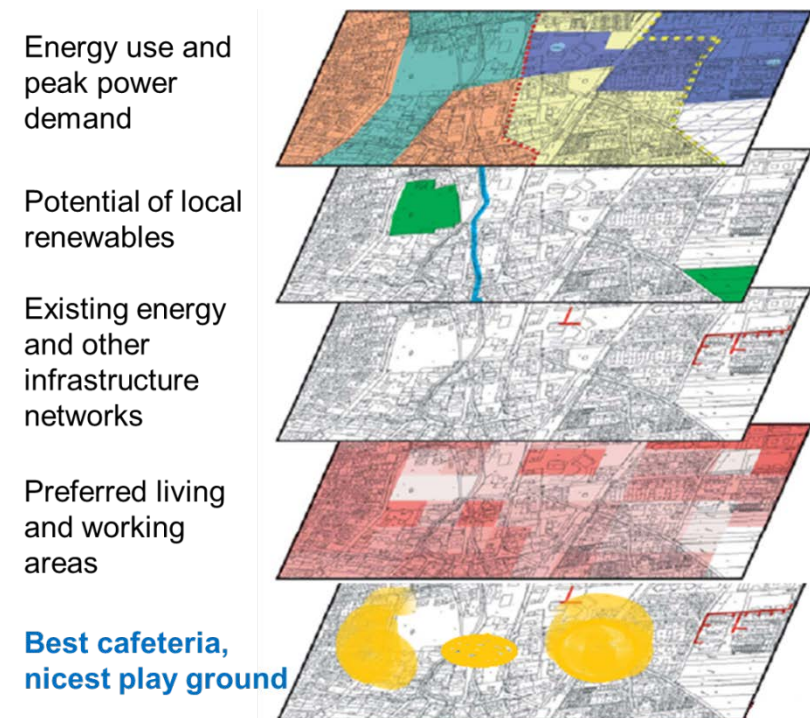 Energy use and
peak power
demand
Potential of local
renewables
Existing energy
and other
infrastructure
networks
Preferred living
and working
areas
Best cafeteria,
nicest play ground